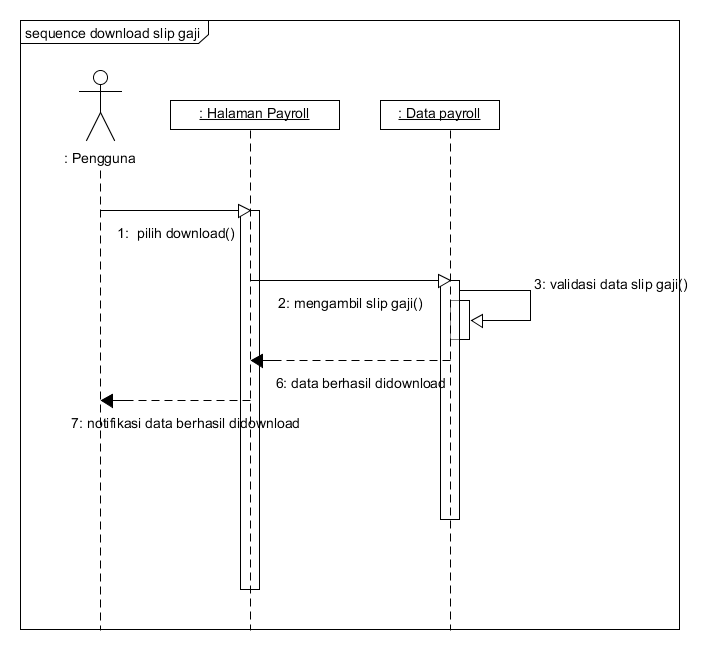 sequence download slip gaji
: Halaman Payroll
: Data payroll
: Pengguna
1:  pilih download()
2: mengambil slip gaji()
3: validasi data slip gaji()
6: data berhasil didownload
7: notifikasi data berhasil didownload